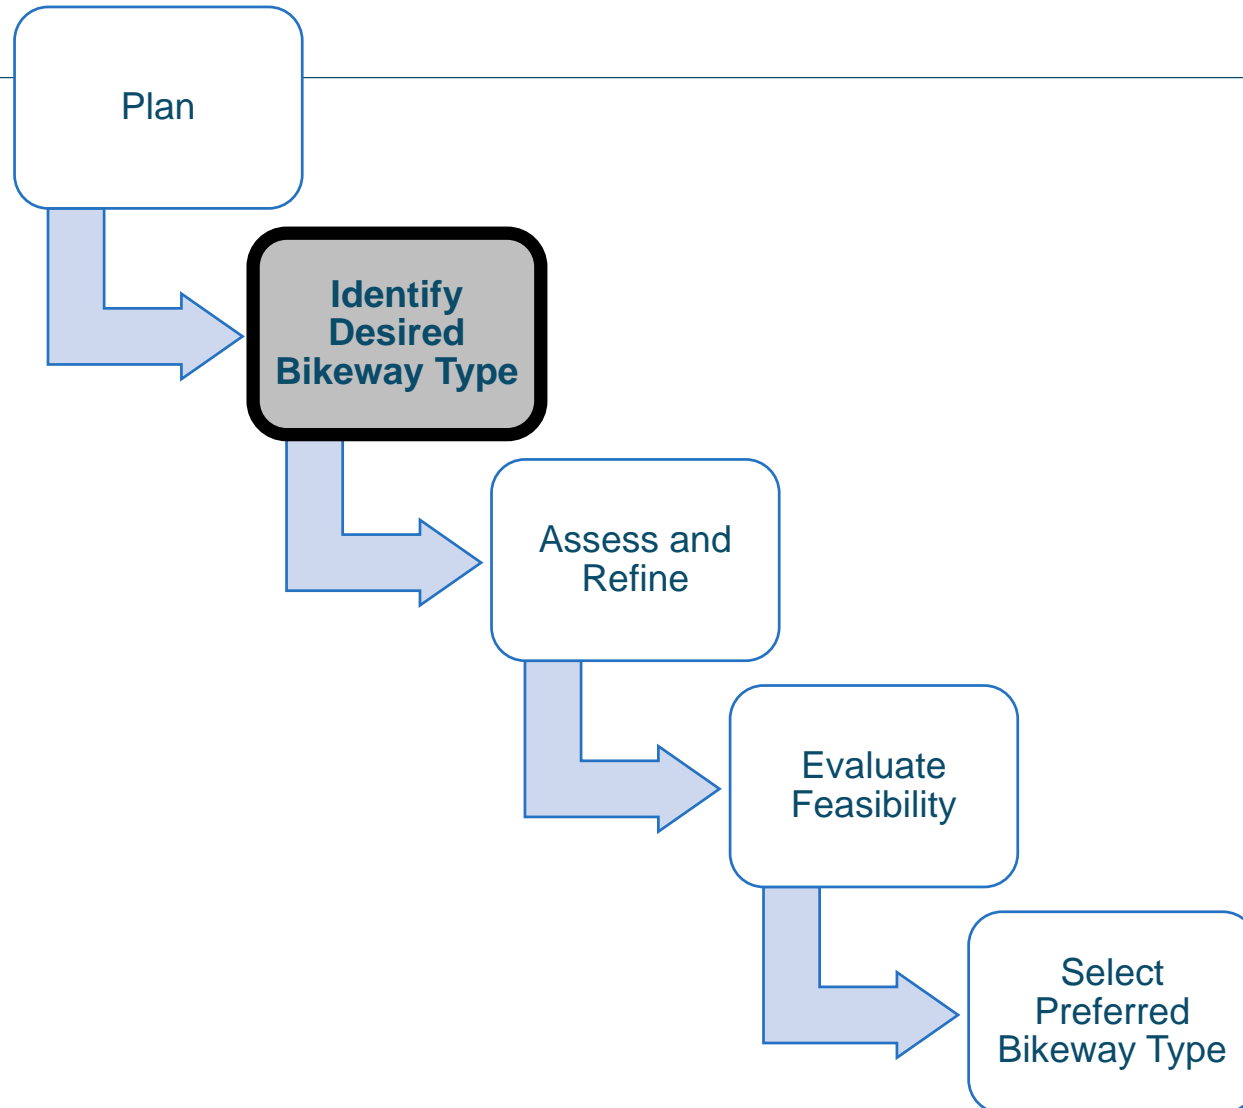 Plan
Identify
Desired
Bikeway Type
Assess and
Refine
Evaluate
Feasibility
Select
Preferred
Bikeway Type